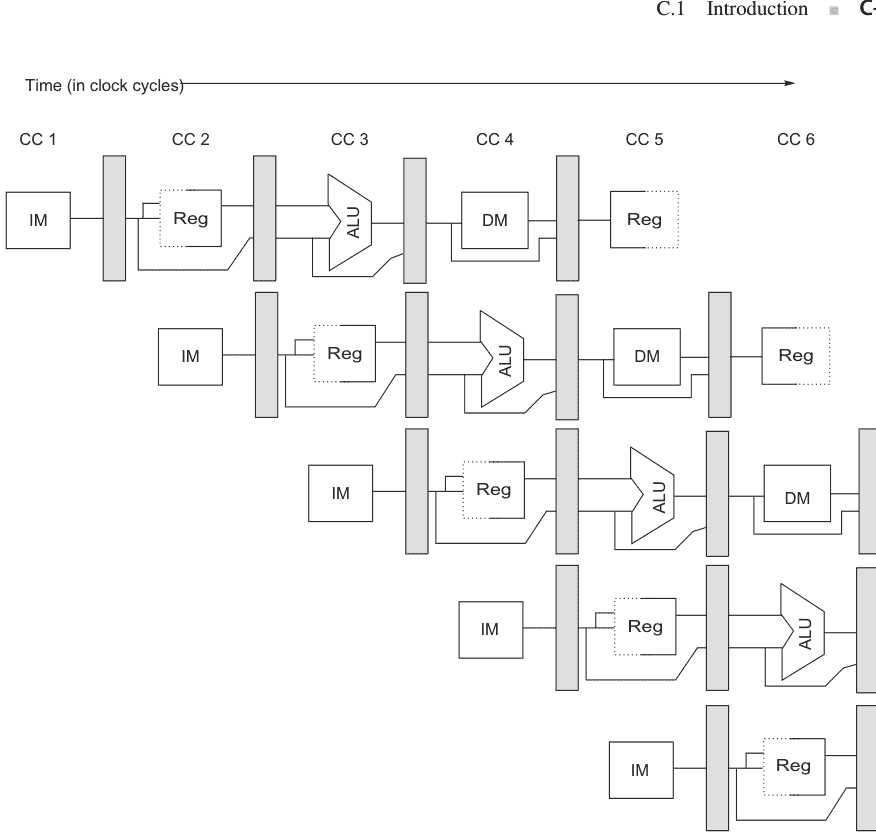 C.1 Introduction ■ C-
Time (in clock cycles)
CC 1 CC 2 CC 3 CC 4 CC 5 CC 6
IM Reg ALU DM Reg
IM Reg ALU DM Reg
IM Reg ALU DM
IM Reg ALU
IM Reg